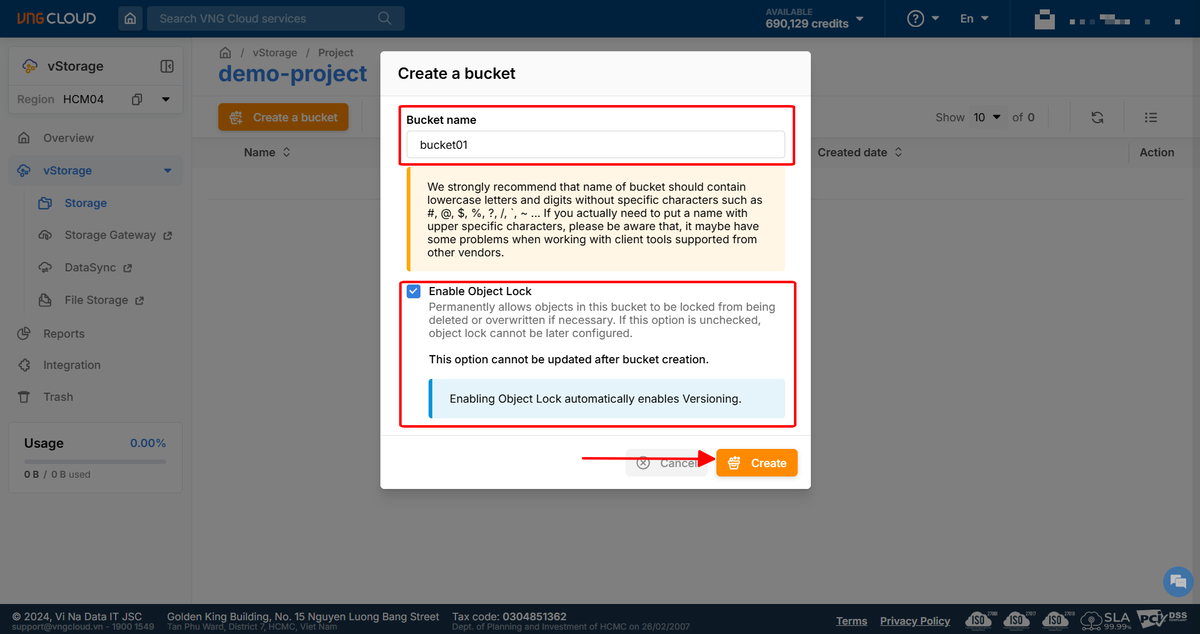 VNG CLOUD
Search VNG Cloud services
AVAILABLE
690,129 credits
?
En
vStorage
Region HCM04
Overview
vStorage
Storage
Storage Gateway
DataSync
File Storage
Reports
Integration
Trash
Usage 0.00%
0 B / 0 B used
/ vStorage / Project
demo-project
Create a bucket
Show 10 of 0
Name
Created date
Action
Create a bucket
Bucket name
bucket01
We strongly recommend that name of bucket should contain
lowercase letters and digits without specific characters such as
#, @, $, %, ?, /, `, ~ ... If you actually need to put a name with
upper specific characters, please be aware that, it maybe have
some problems when working with client tools supported from
other vendors.
Enable Object Lock
Permanently allows objects in this bucket to be locked from being
deleted or overwritten if necessary. If this option is unchecked,
object lock cannot be later configured.
This option cannot be updated after bucket creation.
Enabling Object Lock automatically enables Versioning.
Cancel
Create
© 2024, Vi Na Data IT JSC
support@vngcloud.vn - 1900 1549
Golden King Building, No. 15 Nguyen Luong Bang Street
Tan Phu Ward, District 7, HCMC, Viet Nam
Tax code: 0304851362
Dept. of Planning and Investment of HCMC on 26/02/2007
Terms
Privacy Policy
ISO
ISO
ISO
SLA
99.99%
PCI DSS